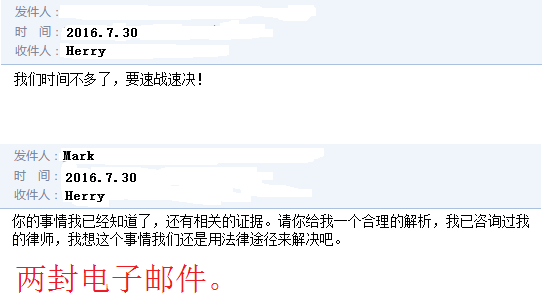 发件人：
时　间：2016.7.30
收件人：Herry
我们时间不多了，要速战速决！
发件人：Mark
时　间：2016.7.30
收件人：Herry
你的事情我已经知道了，还有相关的证据。请你给我一个合理的解析，我已咨询过我
的律师，我想这个事情我们还是用法律途径来解决吧。
两封电子邮件。